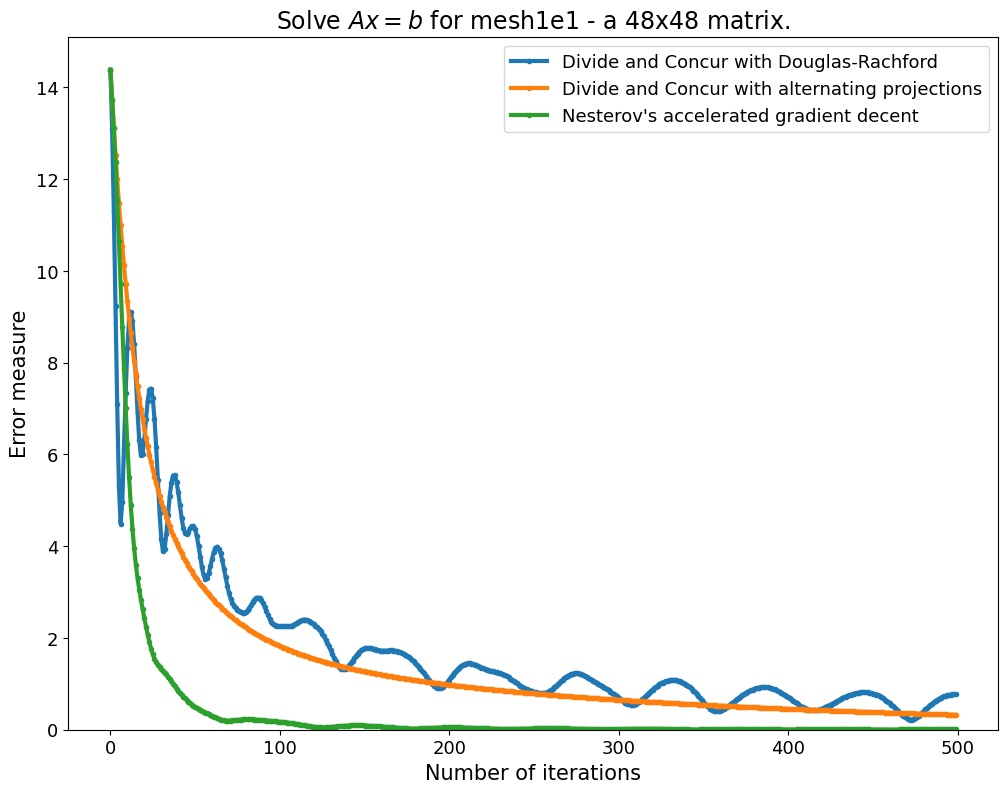 Solve $Ax = b$ for mesh1e1 - a 48x48 matrix.
Divide and Concur with Douglas-Rachford
Divide and Concur with alternating projections
Nesterov's accelerated gradient decent
Error measure
14
12
10
8
6
4
2
0
0 100 200 300 400 500
Number of icrations